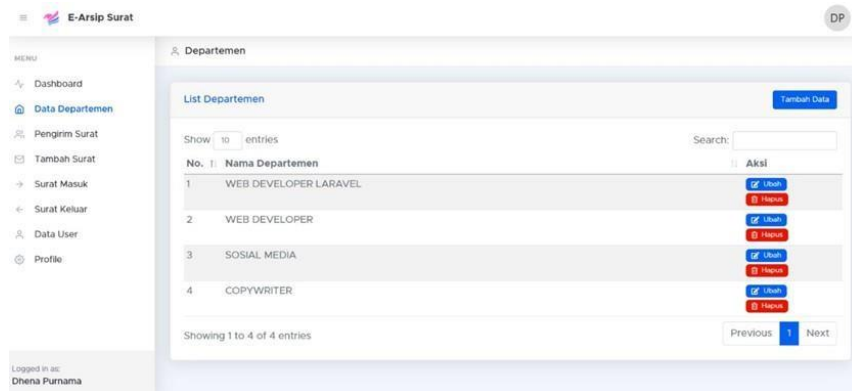 E-Arsip Surat
DP
MENU
Dashboard
Data Departemen
Pengirim Surat
Tambah Surat
Surat Masuk
Surat Keluar
Data User
Profile
Logged in as:
Dhena Purnama
Departemen
List Departemen
Tambah Data
Show 10 entries
Search:
No. Nama Departemen Aksi
1 WEB DEVELOPER LARAVEL Ubah
Hapus
2 WEB DEVELOPER Ubah
Hapus
3 SOSIAL MEDIA Ubah
Hapus
4 COPYWRITER Ubah
Hapus
Showing 1 to 4 of 4 entries
Previous 1 Next